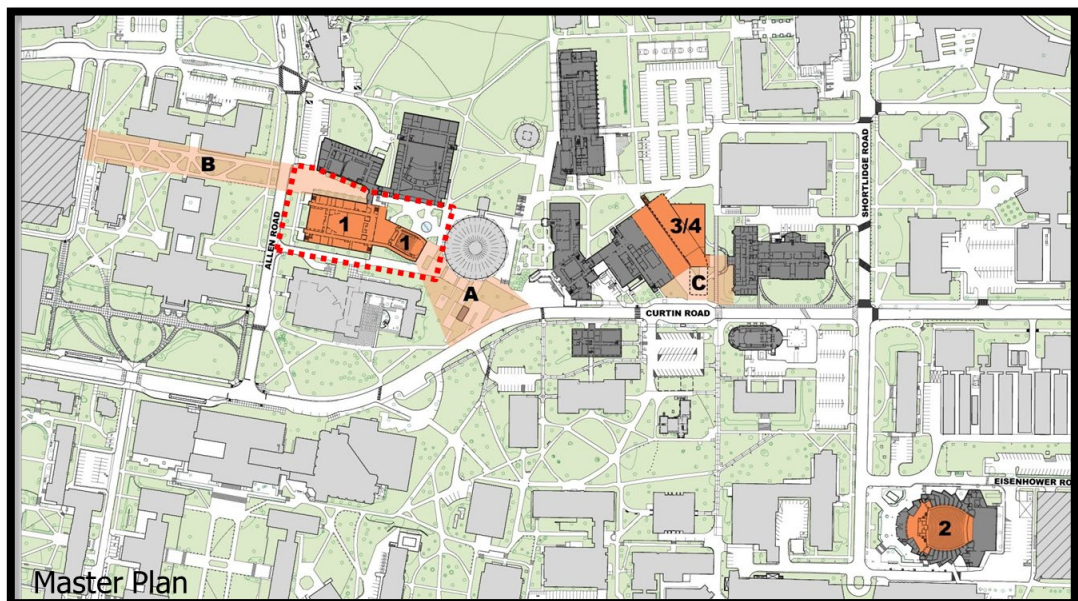 B
ALLEN ROAD
1
1
A
3/4
C
SHORTLIDGE ROAD
CURTIN ROAD
EISENHOWER RO
2
Master Plan